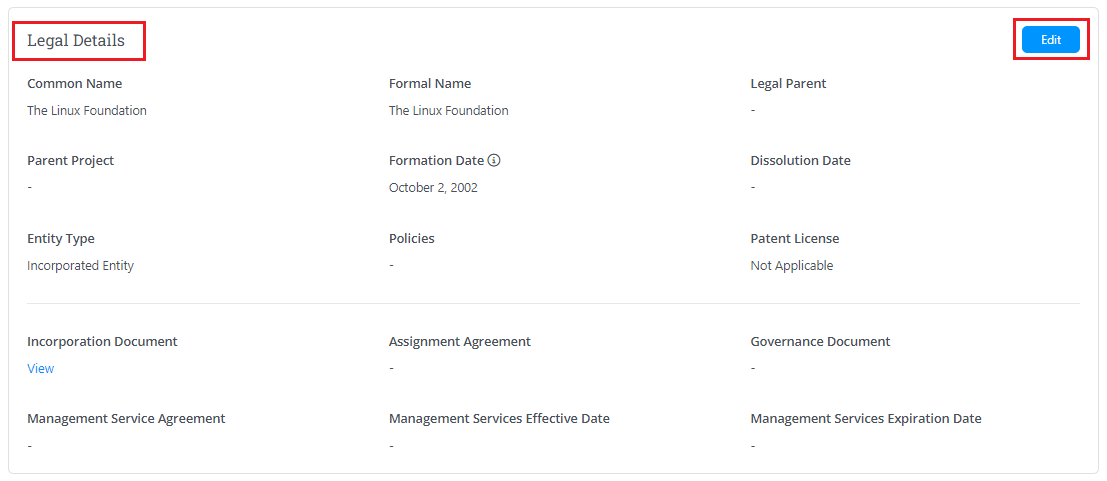 Legal Details
Edit
Common Name
Formal Name
Legal Parent
The Linux Foundation
The Linux Foundation
-
Parent Project
Formation Date
Dissolution Date
-
October 2, 2002
-
Entity Type
Policies
Patent License
Incorporated Entity
-
Not Applicable
Incorporation Document
Assignment Agreement
Governance Document
View
-
-
Management Service Agreement
Management Services Effective Date
Management Services Expiration Date
-
-
-